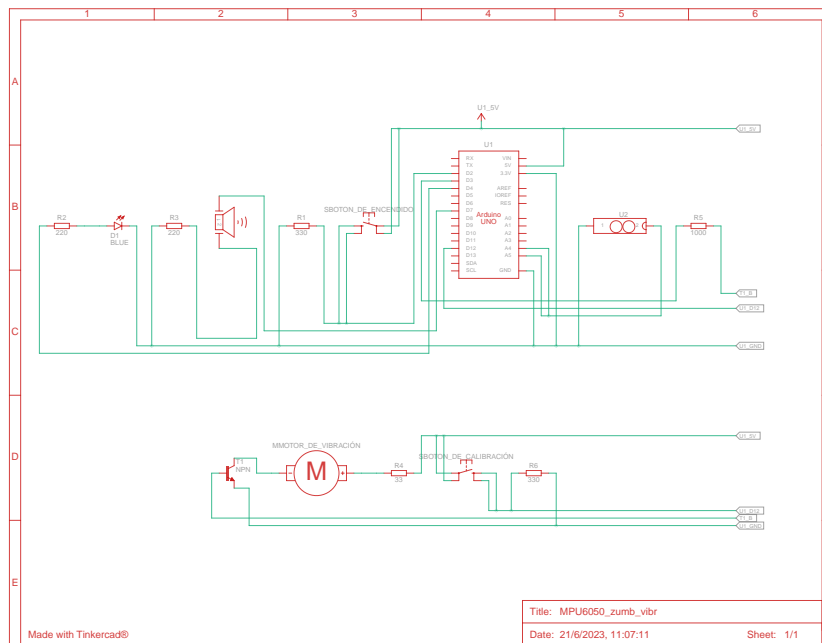 1 2 3 4 5 6
A
B
C
D
E
U1_5V
U1_5V
U1
RX
TX
D2
D3
D4
D5
D6
D7
D8
D9
D10
D11
D12
D13
SDA
SCL
VIN
5V
3.3V
AREF
IOREF
RES
A0
A1
A2
A3
A4
A5
GND
Arduino
UNO
R2
220
D1
BLUE
R3
220
R1
330
SBOTON_DE_ENCENDIDO
U2
1
R5
1000
T1_B
U1_D12
U1_GND
T1
NPN
MMOTOR_DE_VIBRACIÓN
M
- +
R4
33
SBOTON_DE_CALIBRACIÓN
R6
330
U1_5V
U1_D12
T1_B
U1_GND
Title: MPU6050_zumb_vibr
Date: 21/6/2023, 11:07:11 Sheet: 1/1
Made with Tinkercad®